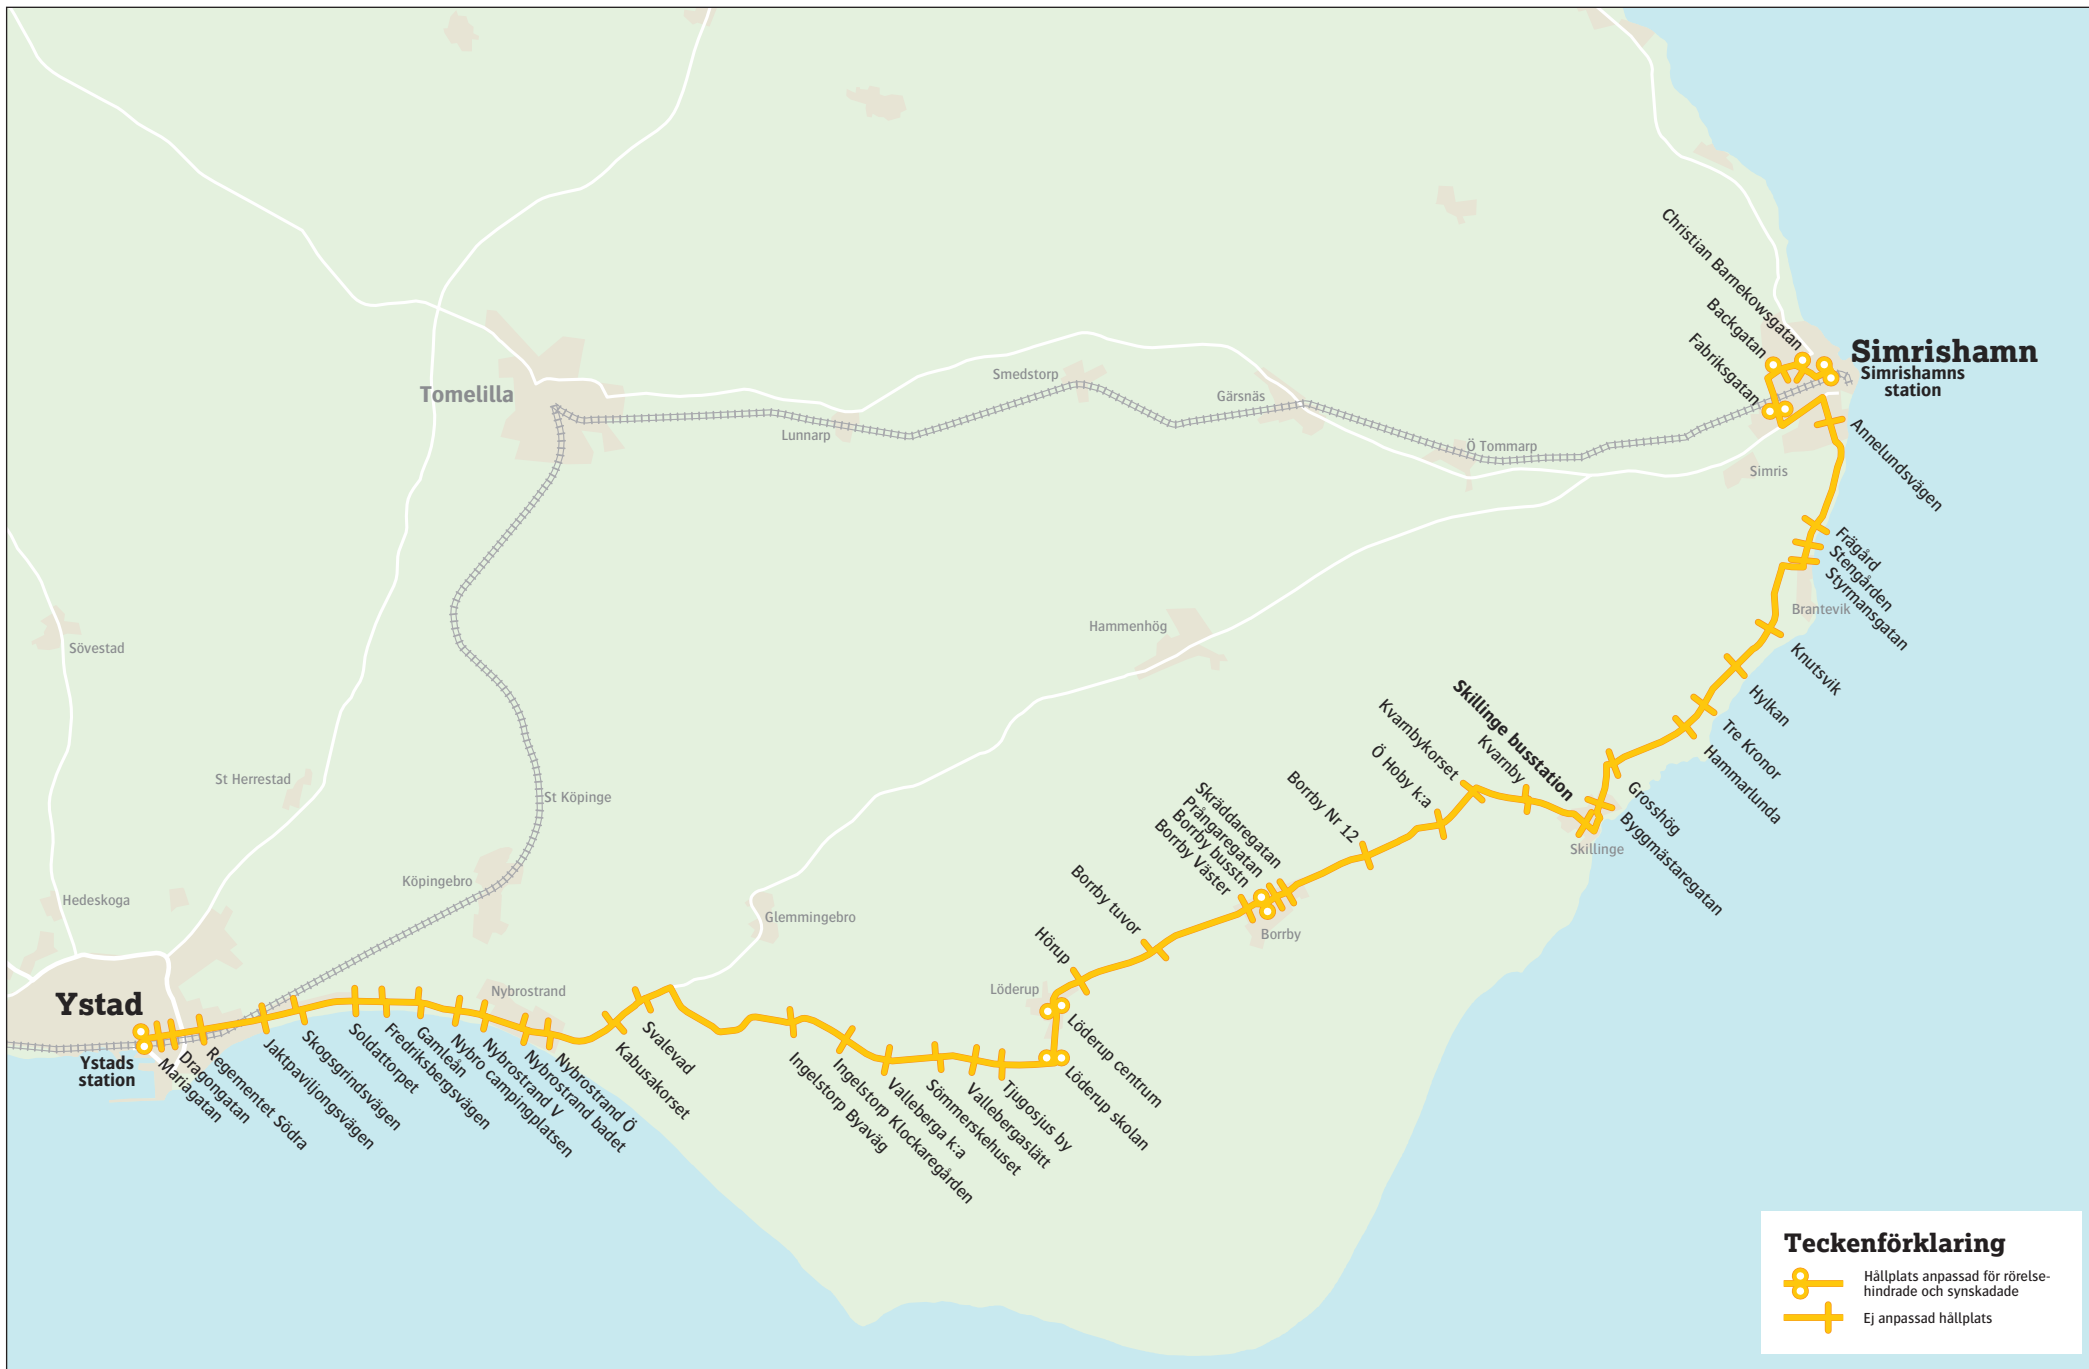 Christian Barnekowsgatan
Backgatan
Fabriksgatan
Simrishamn
Simrishamns
station
Tomelilla
Smedstorp
Gärsnäs
Lunnarp
Ö Tommarp
Simris
Annelundsvägen
Frägård
Stengården
Styrmansgatan
Brantevik
Sövestad
Hammenhög
Knutsvik
Hylkan
Tre Kronor
Hammarlunda
Skillinge busstation
Kvarnbykorset
Kvarnby
Ö Hoby k:a
Borrby Nr 12
Skräddaregatan
Prångaregatan
Borrby busstn
Borrby Väster
Grosshög
Byggmästaregatan
Skillinge
St Herrestad
St Köpinge
Köpingebro
Hedeskoga
Glemmingebro
Borrby tuvor
Borrby
Hörup
Löderup
Nybrostrand
Ystad
Ystads
station
Mariagatan
Dragongatan
Regementet Södra
Jaktpaviljongsvägen
Skogsgrindsvägen
Soldattorpet
Fredriksbergsvägen
Gamleån
Nybro campingplatsen
Nybrostrand V
Nybrostrand badet
Nybrostrand Ö
Kabusakorset
Svalevad
Ingelstorp Byaväg
Ingelstorp Klockaregården
Valleberga k:a
Sömmerskehuset
Vallebergaslätt
Tjugosjus by
Löderup skolan
Löderup centrum
Teckenförklaring
Hållplats anpassad för rörelse-
hindrade och synskadade
Ej anpassad hållplats